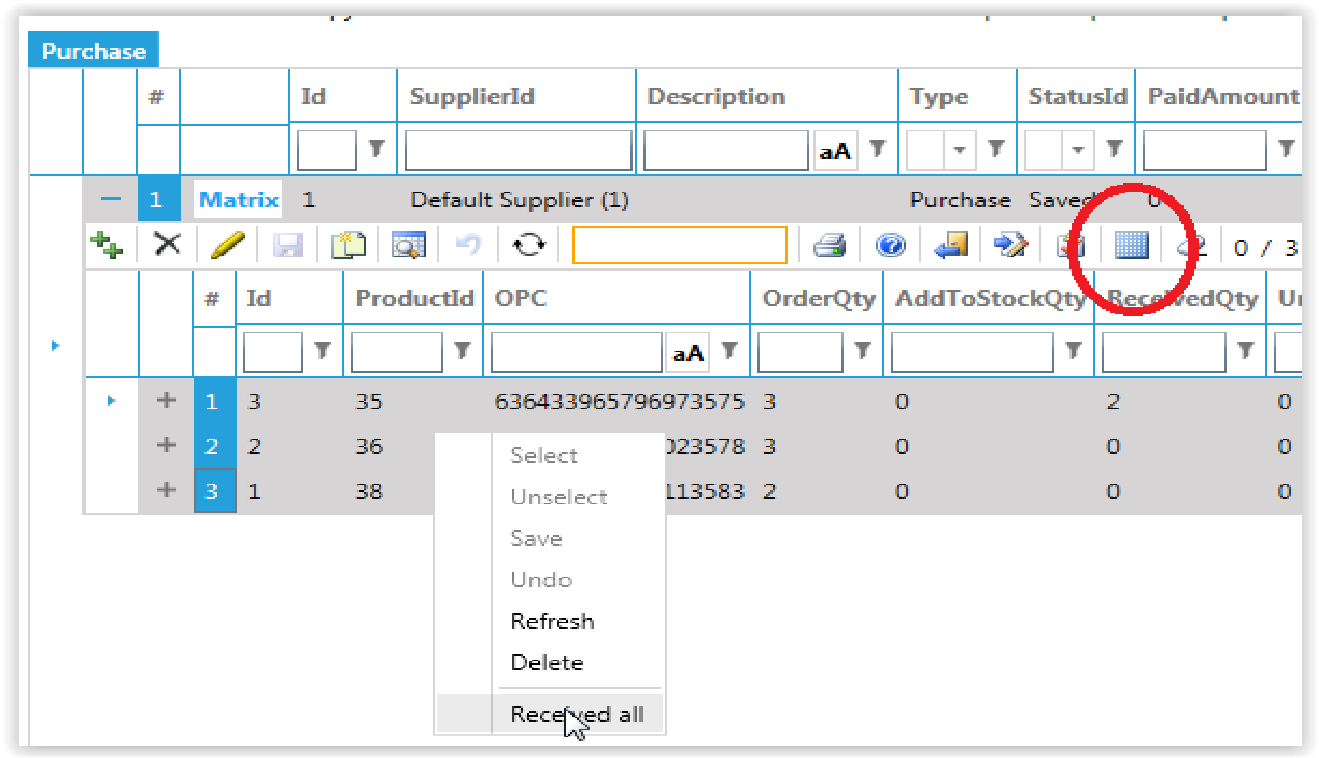 Purchase
# Id SupplierId Description Type StatusId PaidAmount
aA
1 Matrix 1 Default Supplier (1) Purchase Saved 0
0 / 3
# Id ProductId OPC OrderQty AddToStockQty ReceivedQty
aA
1 3 35 636433965796973575 3 0 2 0
2 2 36 023578 3 0 0 0
3 1 38 113583 2 0 0 0
Select
Unselect
Save
Undo
Refresh
Delete
Received all